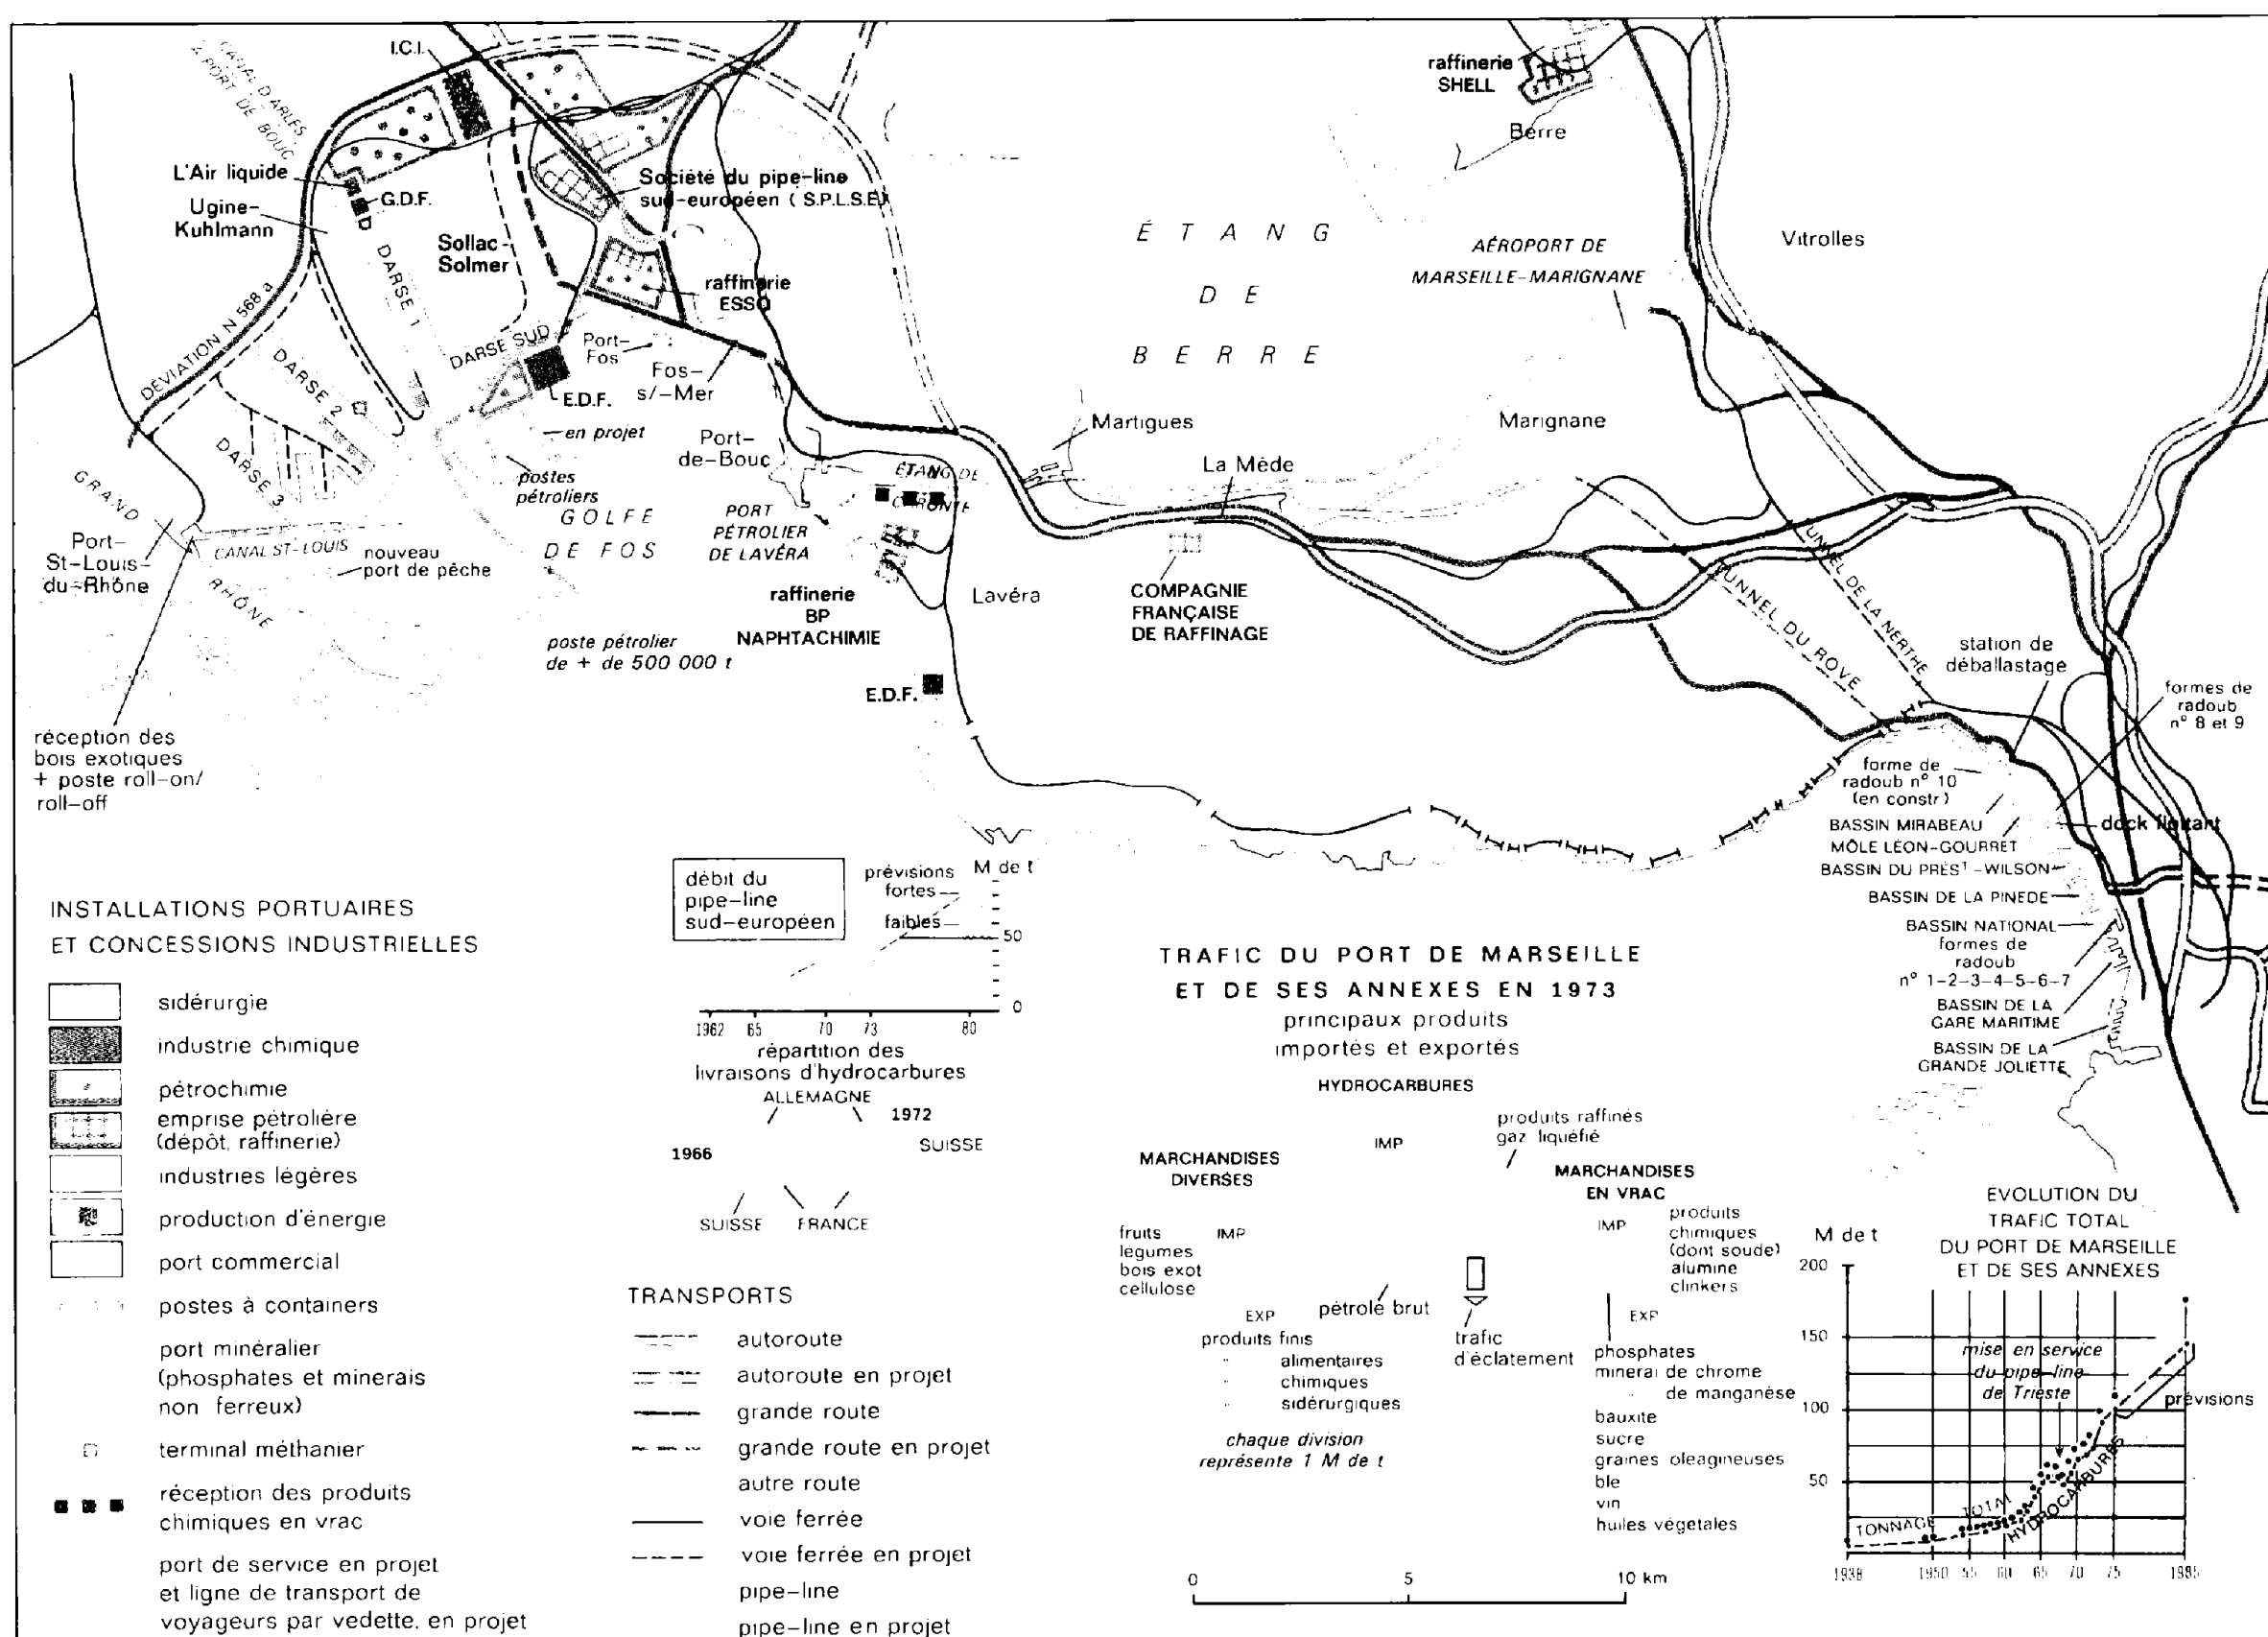 CANAL D'ARLES
A PORT DE BOUC
I.C.I.
L'Air liquide
G.D.F.
Ugine-
Kuhlmann
DARSE 1
Sollac-
Solmer
Société du pipe-line
sud-européen ( S.P.L.S.E)
raffinerie
ESSO
DÉVIATION N 568 a
DARSE 2
DARSE SUD
Port-
Fos
Fos-
s/-Mer
E.D.F.
en projet
DARSE 3
GRAND
RHÔNE
Port-
St-Louis-
du-Rhône
CANAL ST-LOUIS
nouveau
port de pêche
postes
pétroliers
GOLFE
DE FOS
Port-
de-Bouc
PORT
PÉTROLIER
DE LAVÉRA
ÉTANG DE
CARONTE
raffinerie
BP
NAPHTACHIMIE
Lavéra
poste pétrolier
de + de 500 000 t
E.D.F.
réception des
bois exotiques
+ poste roll-on/
roll-off
raffinerie
SHELL
Berre
ÉTANG
DE
BERRE
AÉROPORT DE
MARSEILLE-MARIGNANE
Vitrolles
Martigues
Marignane
La Mède
COMPAGNIE
FRANÇAISE
DE RAFFINAGE
TUNNEL DE LA NERTHE
TUNNEL DU ROVE
station de
déballastage
formes de
radoub
n° 8 et 9
forme de
radoub n° 10
(en constr)
BASSIN MIRABEAU
dock flottant
MÔLE LÉON-GOURRET
BASSIN DU PRÉST-WILSON
BASSIN DE LA PINEDE
BASSIN NATIONAL
formes de
radoub
n° 1-2-3-4-5-6-7
BASSIN DE LA
GARE MARITIME
BASSIN DE LA
GRANDE JOLIETTE
INSTALLATIONS PORTUAIRES
ET CONCESSIONS INDUSTRIELLES
sidérurgie
industrie chimique
pétrochimie
emprise pétrolière
(dépôt, raffinerie)
industries légères
production d'énergie
port commercial
postes à containers
port minéralier
(phosphates et minerais
non ferreux)
terminal méthanier
réception des produits
chimiques en vrac
port de service en projet
et ligne de transport de
voyageurs par vedette, en projet
débit du
pipe-line
sud-européen
prévisions
fortes
faibles
M de t
50
0
1962 65 70 73 80
répartition des
livraisons d'hydrocarbures
ALLEMAGNE
1972
SUISSE
1966
SUISSE FRANCE
TRANSPORTS
autoroute
autoroute en projet
grande route
grande route en projet
autre route
voie ferrée
voie ferrée en projet
pipe-line
pipe-line en projet
TRAFIC DU PORT DE MARSEILLE
ET DE SES ANNEXES EN 1973
principaux produits
importés et exportés
HYDROCARBURES
IMP
produits raffinés
gaz liquéfié
MARCHANDISES
DIVERSES
fruits
légumes
bois exot
cellulose
IMP
EXP
produits finis
" alimentaires
" chimiques
" sidérurgiques
pétrole brut
trafic
d'éclatement
chaque division
représente 1 M de t
MARCHANDISES
EN VRAC
IMP
produits
chimiques
(dont soude)
alumine
clinkers
EXP
phosphates
minerai de chrome
" de manganèse
bauxite
sucre
graines oleagineuses
ble
vin
huiles végétales
0 5 10 km
EVOLUTION DU
TRAFIC TOTAL
DU PORT DE MARSEILLE
ET DE SES ANNEXES
M de t
200
150
100
50
mise en service
du pipe-line
de Trieste
prévisions
TONNAGE TOTAL
HYDROCARBURES
1938 1950 55 60 65 70 75 1985